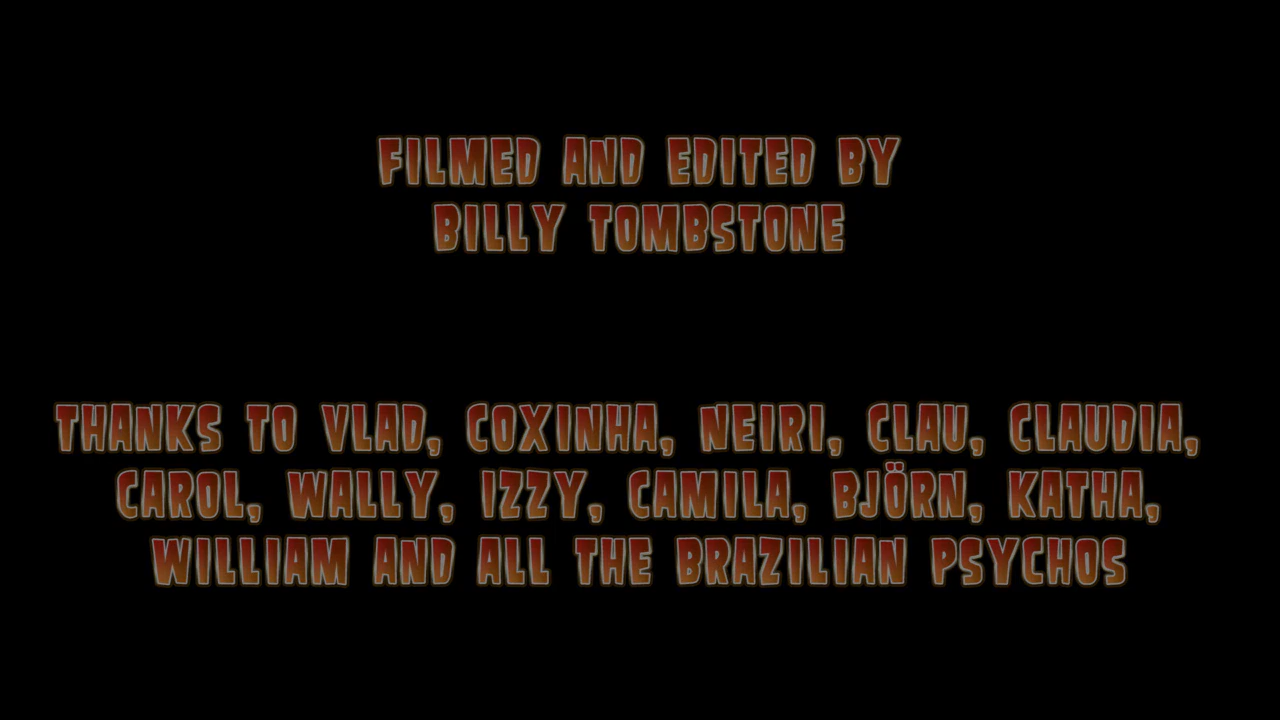 FILMED AND EDITED BY
BILLY TOMBSTONE
THANKS TO VLAD, COXINHA, NEIRI, CLAU, CLAUDIA,
CAROL, WALLY, IZZY, CAMILA, BJÖRN, KATHA,
WILLIAM AND ALL THE BRAZILIAN PSYCHOS